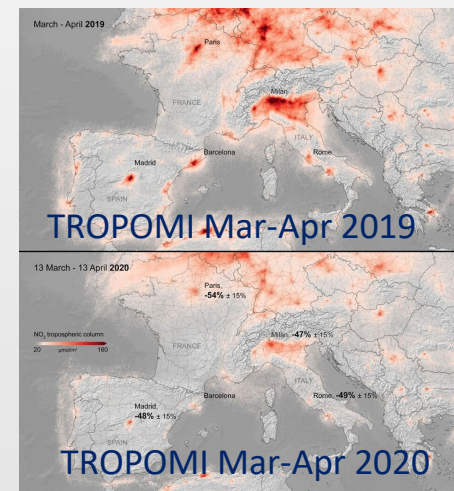 March - April 2019
Paris
FRANCE
Milan
ITALY
Barcelona
Rome
Madrid
SPAIN
TROPOMI Mar-Apr 2019
13 March - 13 April 2020
Paris,
-54% ± 15%
NO₂ tropospheric column
20 µmol/m² 160
Milan, -47% ± 15%
FRANCE
ITALY
Barcelona
Rome, -49% ± 15%
Madrid,
-48% ± 15%
SPAIN
TROPOMI Mar-Apr 2020